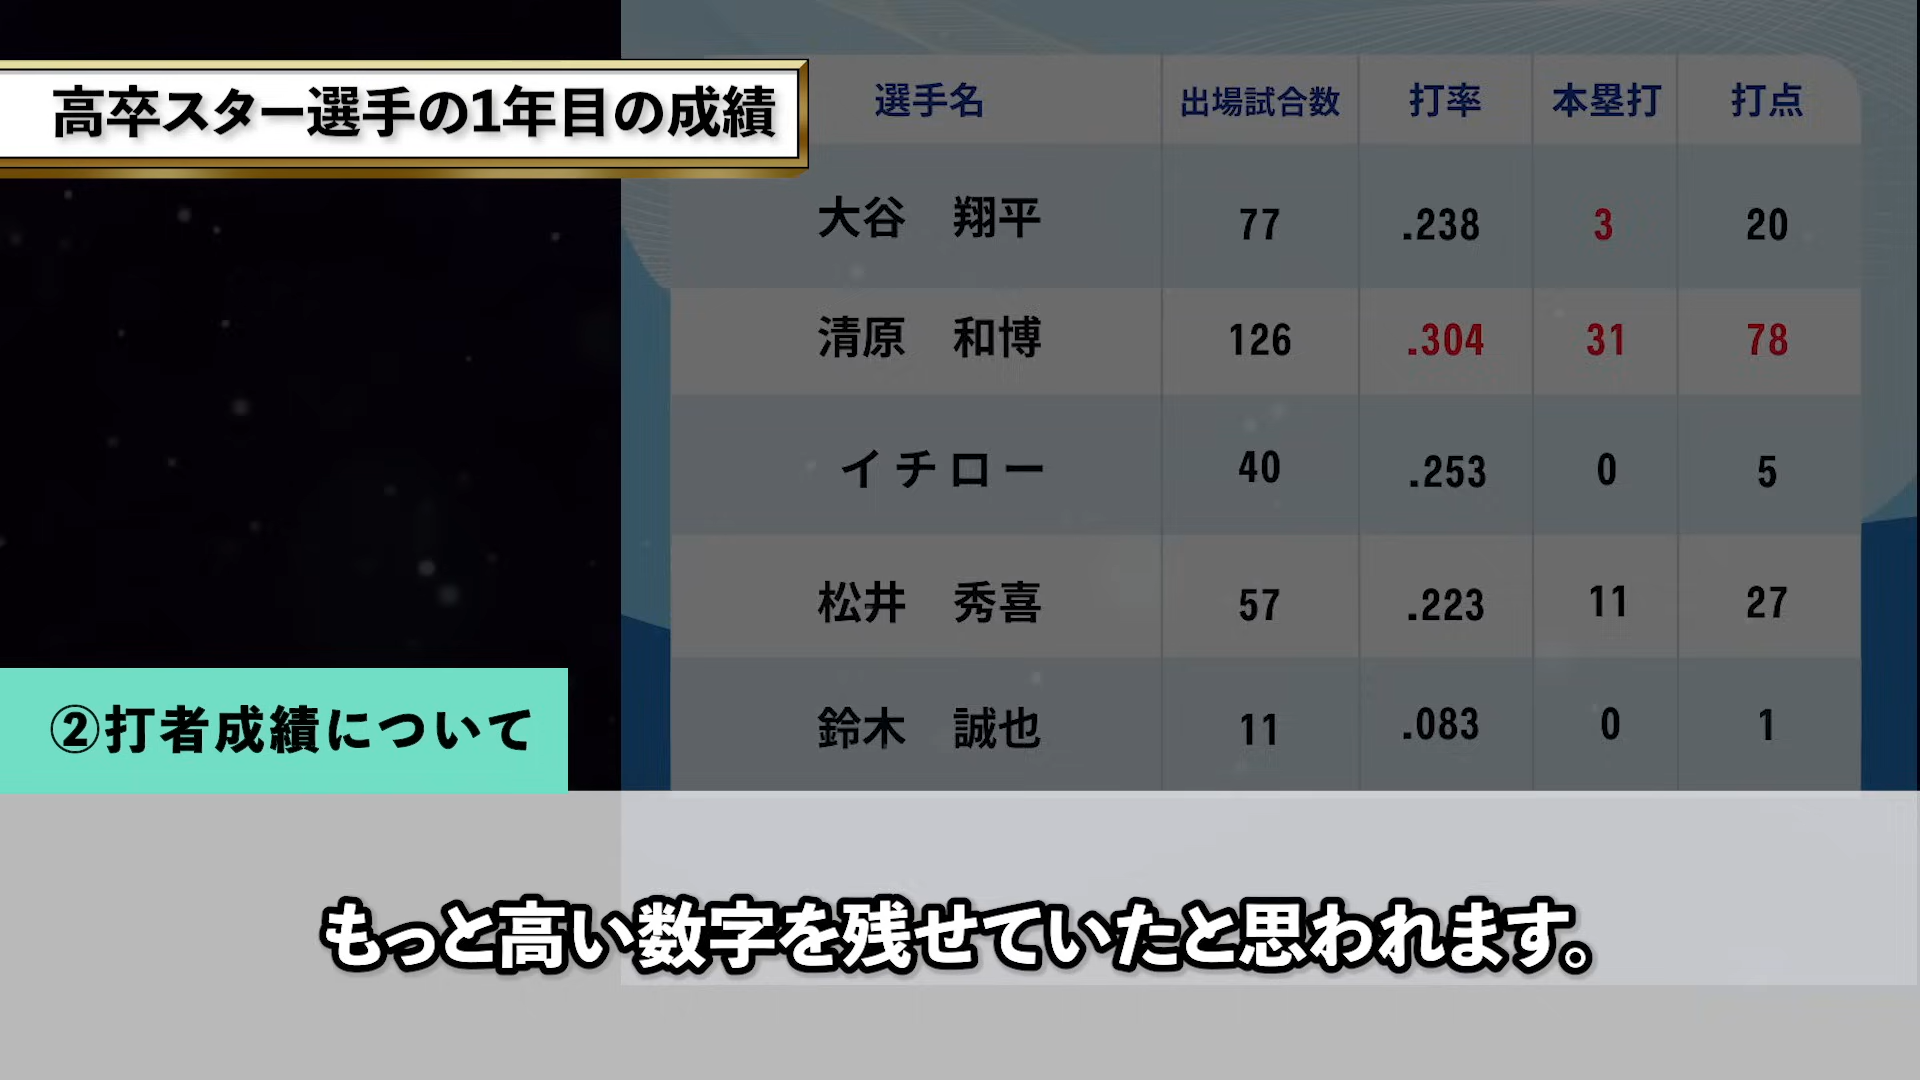 高卒スター選手の1年目の成績
選手名 出場試合数 打率 本塁打 打点
大谷 翔平 77 .238 3 20
清原 和博 126 .304 31 78
イチロー 40 .253 0 5
松井 秀喜 57 .223 11 27
鈴木 誠也 11 .083 0 1
②打者成績について
もっと高い数字を残せていたと思われます。